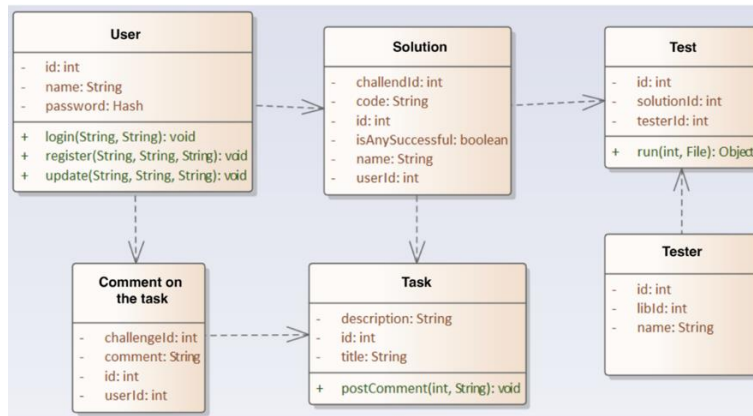 User
- id: int
- name: String
- password: Hash
+ login(String, String): void
+ register(String, String, String): void
+ update(String, String, String): void
Solution
- challendId: int
- code: String
- id: int
- isAnySuccessful: boolean
- name: String
- userId: int
Test
- id: int
- solutionId: int
- testerId: int
+ run(int, File): Object
Comment on
the task
- challengeId: int
- comment: String
- id: int
- userId: int
Task
- description: String
- id: int
- title: String
+ postComment(int, String): void
Tester
- id: int
- libId: int
- name: String